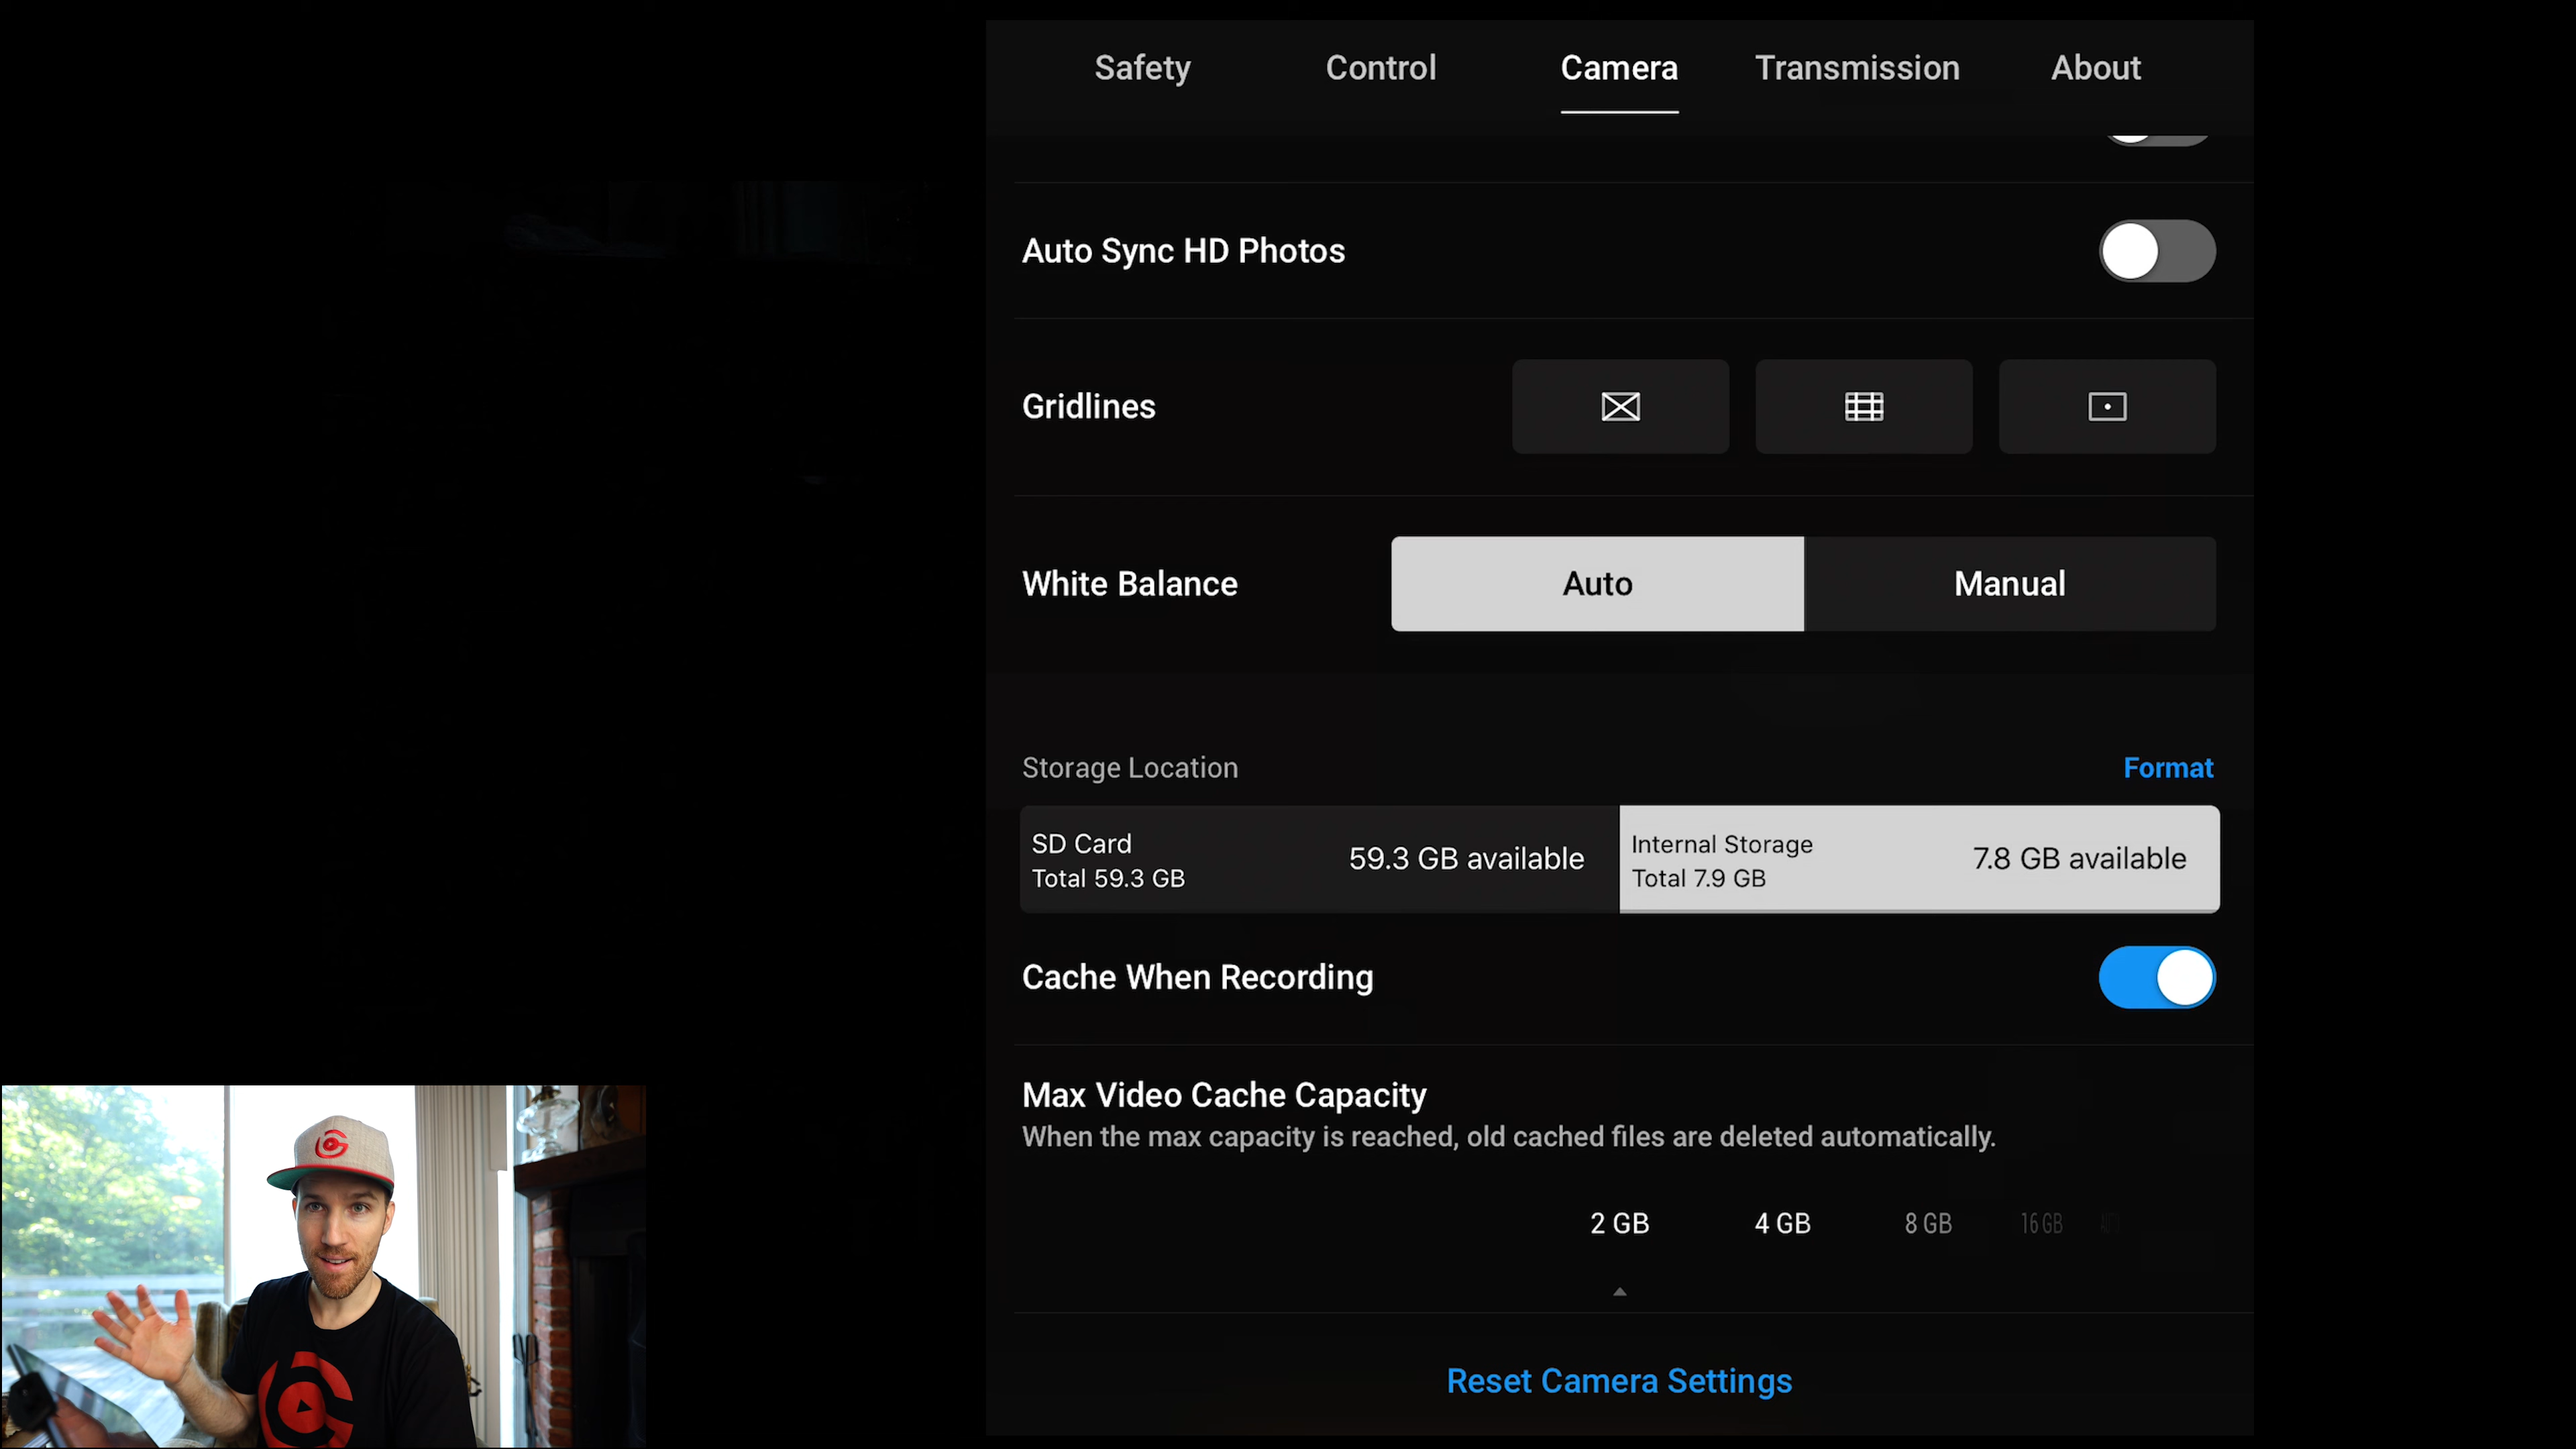 Safety Control Camera Transmission About
Auto Sync HD Photos
Gridlines
White Balance Auto Manual
Storage Location Format
SD Card
Total 59.3 GB
59.3 GB available
Internal Storage
Total 7.9 GB
7.8 GB available
Cache When Recording
Max Video Cache Capacity
When the max capacity is reached, old cached files are deleted automatically.
2 GB 4 GB 8 GB 16 GB
Reset Camera Settings